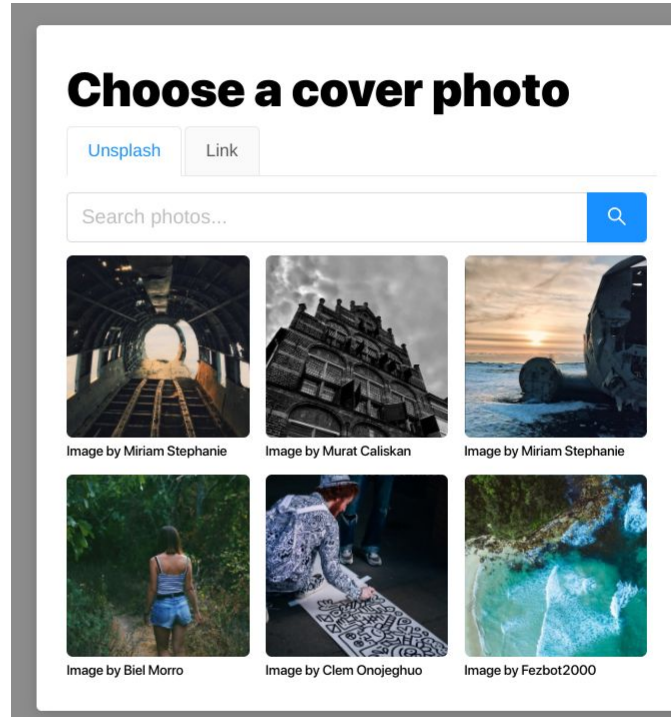 Choose a cover photo
Unsplash Link
Search photos...
Image by Miriam Stephanie Image by Murat Caliskan Image by Miriam Stephanie
Image by Biel Morro Image by Clem Onojeghuo Image by Fezbot2000